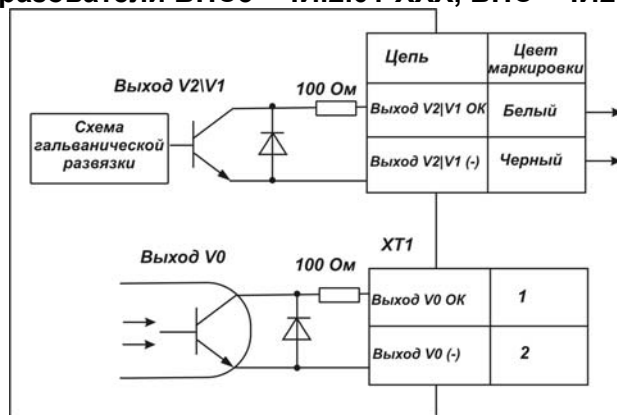 Цепь
Цвет
маркировки
Выход V2\V1
100 Ом
Выход V2|V1 ОК
Белый
Схема
гальванической
развязки
Выход V2|V1 (-)
Черный
Выход V0
100 Ом
XT1
Выход V0 ОК
1
Выход V0 (-)
2